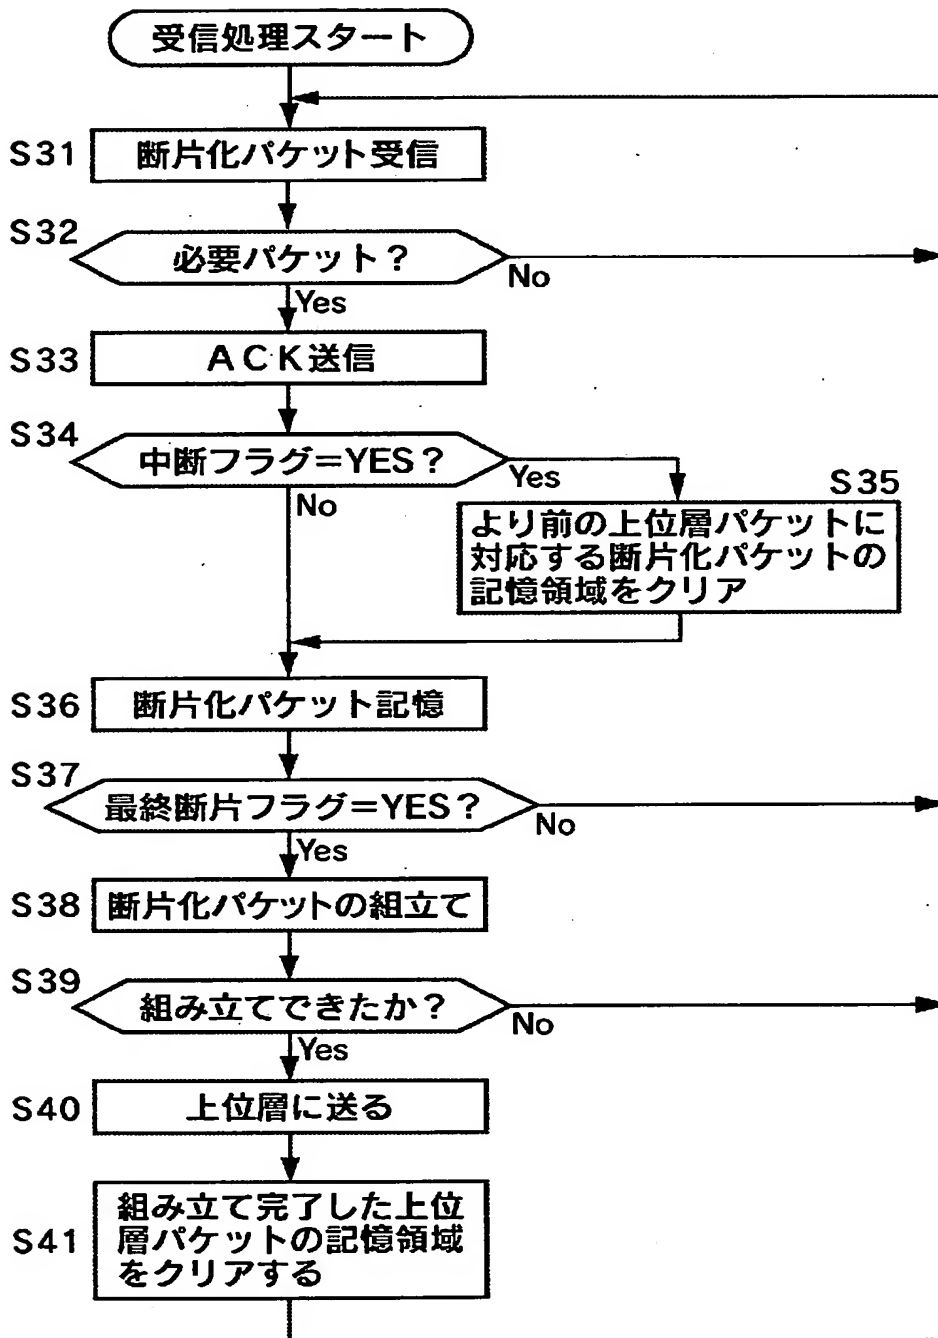 受信処理スタート
S31
断片化パケット受信
S32
必要パケット?
No
Yes
S33
ACK送信
S34
中断フラグ=YES?
Yes
No
S35
より前の上位層パケットに
対応する断片化パケットの
記憶領域をクリア
S36
断片化パケット記憶
S37
最終断片フラグ=YES?
No
Yes
S38
断片化パケットの組立て
S39
組み立てできたか?
No
Yes
S40
上位層に送る
S41
組み立て完了した上位
層パケットの記憶領域
をクリアする